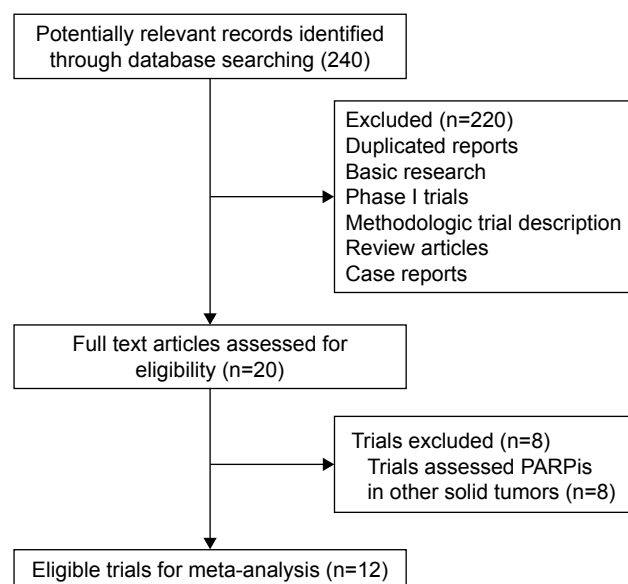 Potentially relevant records identified
through database searching (240)
Excluded (n=220)
Duplicated reports
Basic research
Phase I trials
Methodologic trial description
Review articles
Case reports
Full text articles assessed for
eligibility (n=20)
Trials excluded (n=8)
Trials assessed PARPis
in other solid tumors (n=8)
Eligible trials for meta-analysis (n=12)